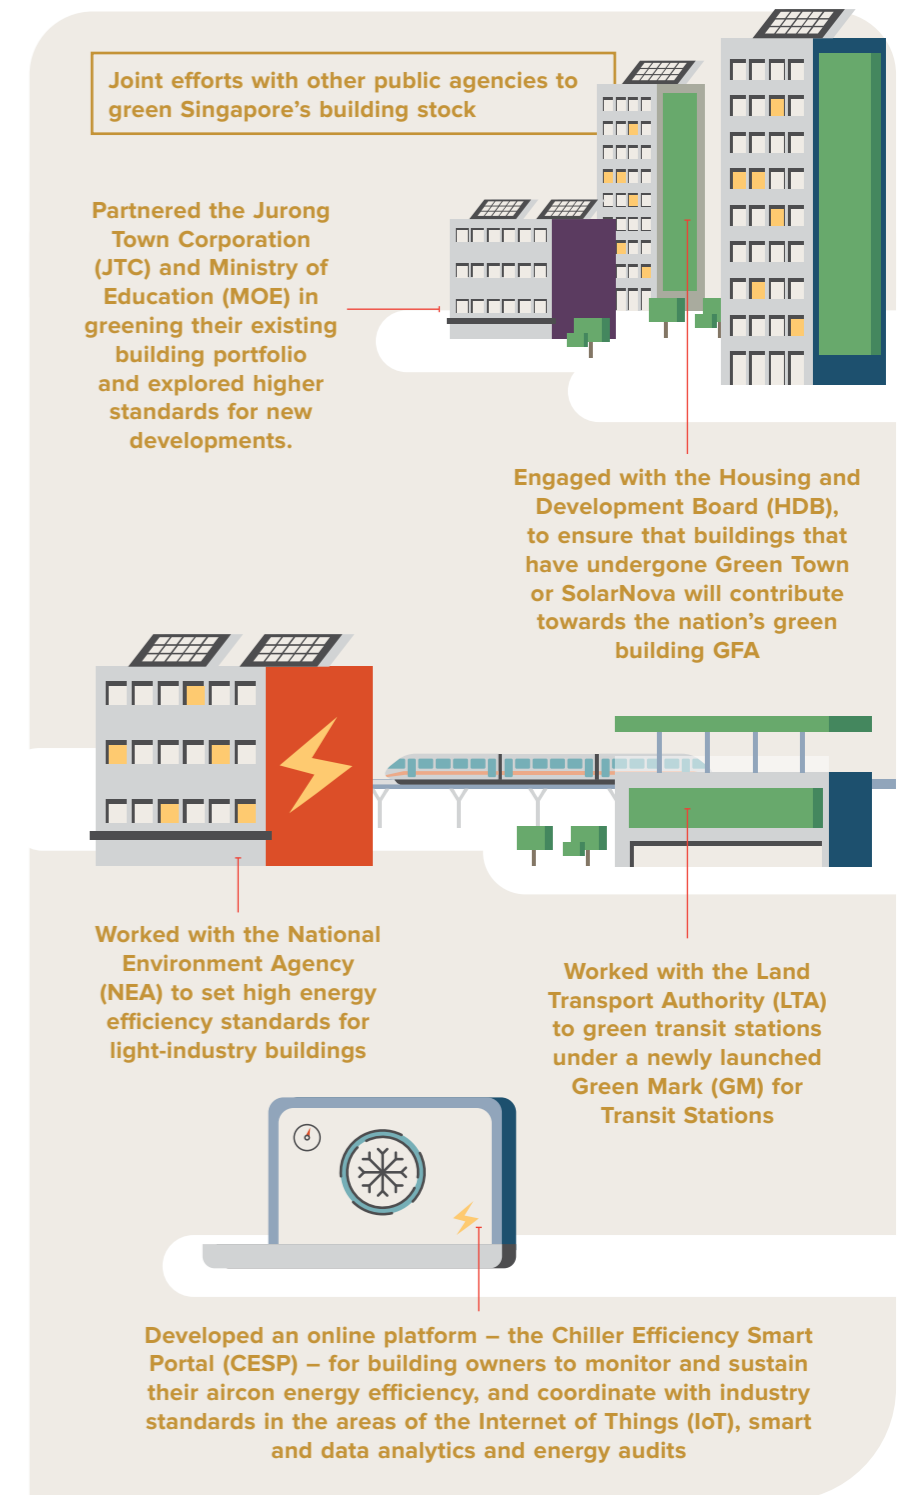 Joint efforts with other public agencies to
green Singapore's building stock
Partnered the Jurong
Town Corporation
(JTC) and Ministry of
Education (MOE) in
greening their existing
building portfolio
and explored higher
standards for new
developments.
Engaged with the Housing and
Development Board (HDB),
to ensure that buildings that
have undergone Green Town
or SolarNova will contribute
towards the nation's green
building GFA
Worked with the National
Environment Agency
(NEA) to set high energy
efficiency standards for
light-industry buildings
Worked with the Land
Transport Authority (LTA)
to green transit stations
under a newly launched
Green Mark (GM) for
Transit Stations
Developed an online platform – the Chiller Efficiency Smart
Portal (CESP) – for building owners to monitor and sustain
their aircon energy efficiency, and coordinate with industry
standards in the areas of the Internet of Things (IoT), smart
and data analytics and energy audits